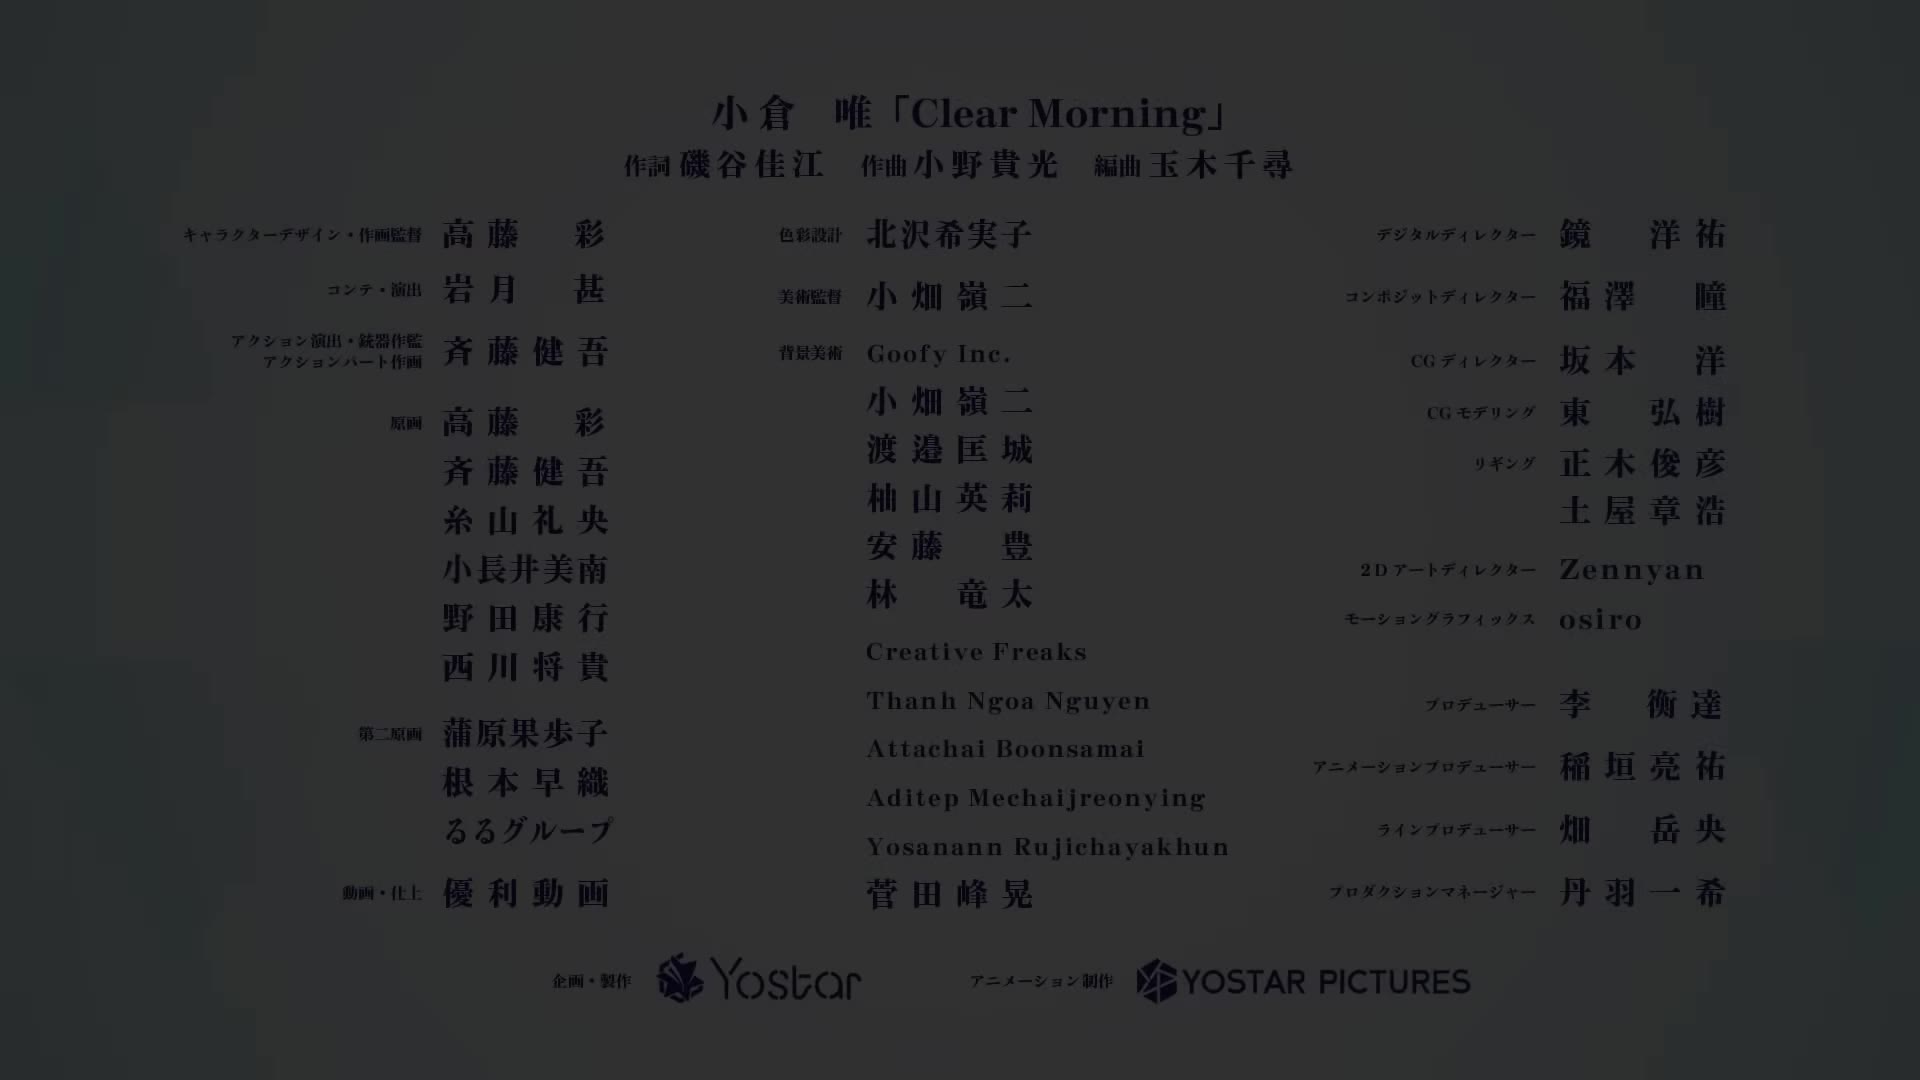 小倉 唯「Clear Morning」
作詞 磯谷佳江 作曲 小野貴光 編曲 玉木千尋
キャラクターデザイン・作画監督 高藤 彩
コンテ・演出 岩月 甚
アクション演出・銃器作監
アクションパート作画 斉藤健吾
原画 高藤 彩
斉藤健吾
糸山礼央
小長井美南
野田康行
西川将貴
第二原画 蒲原果歩子
根本早織
るるグループ
動画・仕上 優利動画
色彩設計 北沢希実子
美術監督 小畑嶺二
背景美術 Goofy Inc.
小畑嶺二
渡邉匡城
柚山英莉
安藤 豊
林 竜太
Creative Freaks
Thanh Ngoa Nguyen
Attachai Boonsamai
Aditep Mechaijreonying
Yosanann Rujichayakhun
菅田峰晃
デジタルディレクター 鏡 洋祐
コンポジットディレクター 福澤 瞳
CG ディレクター 坂本 洋
CG モデリング 東 弘樹
リギング 正木俊彦
土屋章浩
2D アートディレクター Zennyan
モーショングラフィックス osiro
プロデューサー 李 衡達
アニメーションプロデューサー 稲垣亮祐
ラインプロデューサー 畑 岳央
プロダクションマネージャー 丹羽一希
企画・製作 Yostar アニメーション制作 YOSTAR PICTURES